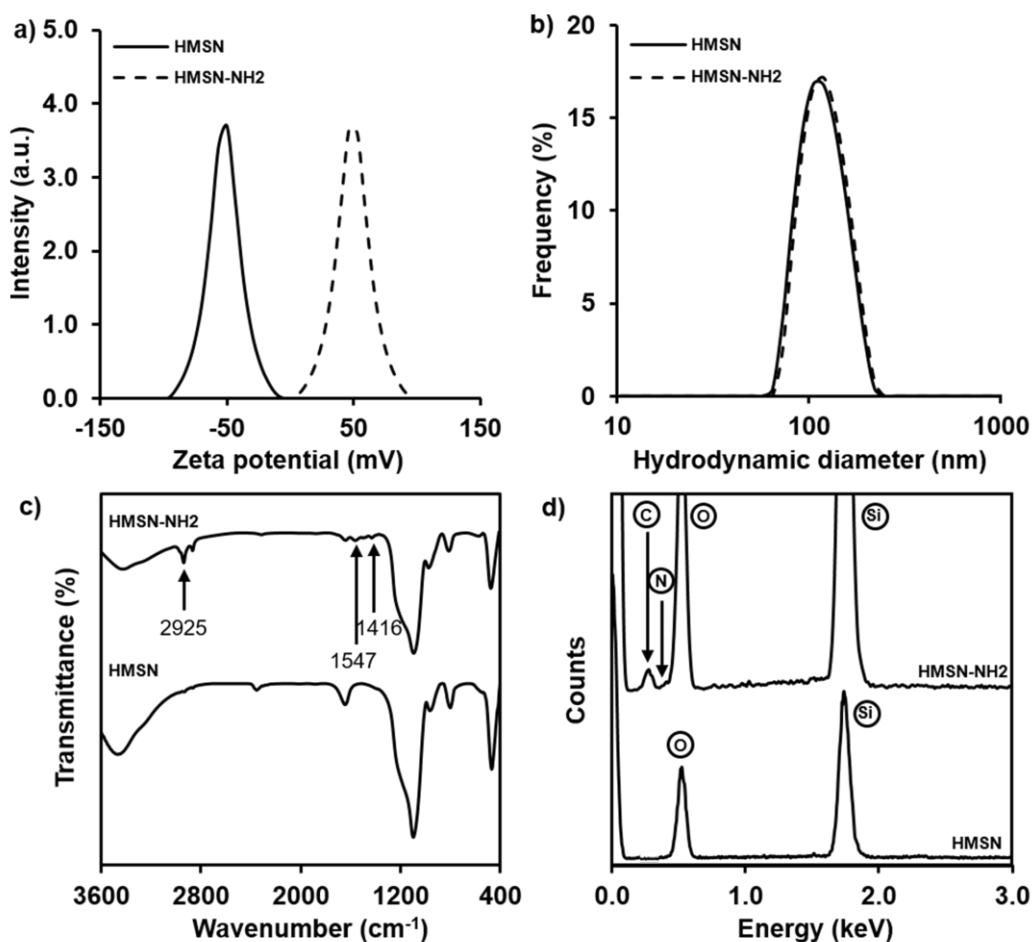 a)
5.0
4.0
3.0
2.0
1.0
0.0
Intensity (a.u.)
HMSN
HMSN-NH2
-150
-50
50
150
Zeta potential (mV)
b)
20
15
10
5
0
Frequency (%)
HMSN
HMSN-NH2
10
100
1000
Hydrodynamic diameter (nm)
c)
HMSN-NH2
2925
1547
1416
HMSN
Transmittance (%)
3600
2800
2000
1200
400
Wavenumber (cm-1)
d)
C
O
Si
N
HMSN-NH2
O
Si
HMSN
Counts
0.0
1.0
2.0
3.0
Energy (keV)